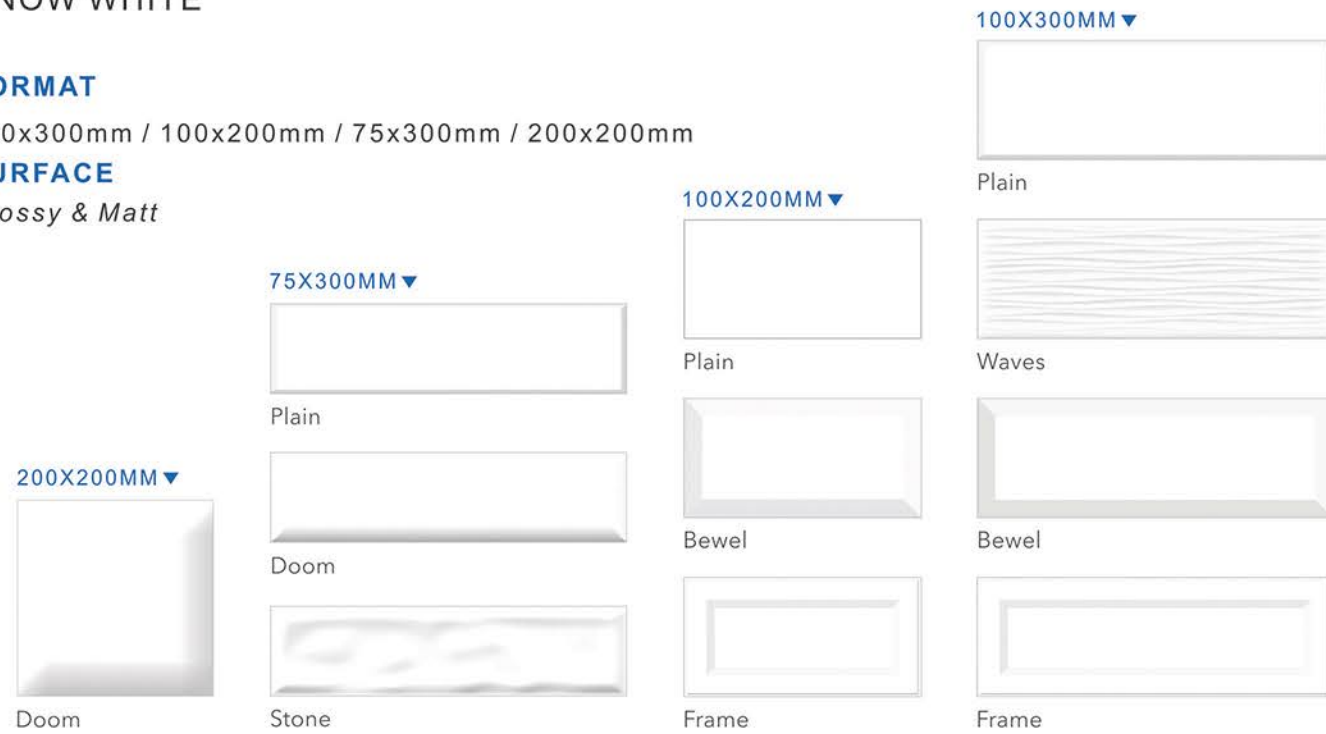 NOW WHITE
ORMAT
0x300mm / 100x200mm / 75x300mm / 200x200mm
URFACE
ossy & Matt
200X200MM
Doom
75X300MM
Plain
Doom
Stone
100X200MM
Plain
Bewel
Frame
100X300MM
Plain
Waves
Bewel
Frame